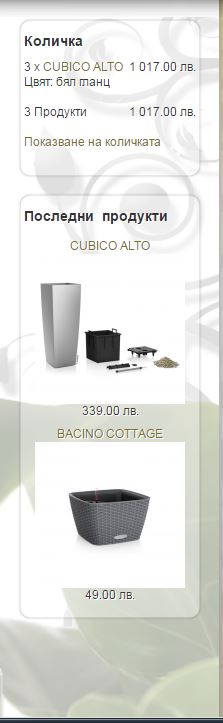 Количка
3 x CUBICO ALTO 1 017.00 лв.
Цвят: бял гланц
3 Продукти 1 017.00 лв.
Показване на количката
Последни продукти
CUBICO ALTO
339.00 лв.
BACINO COTTAGE
49.00 лв.